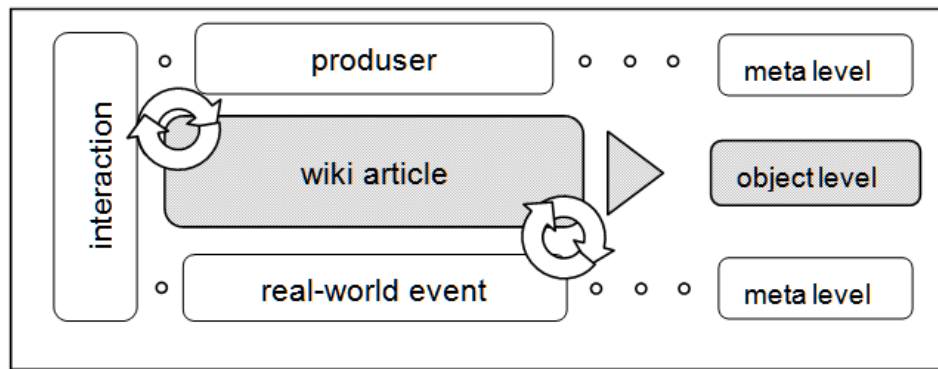 interaction
produser
meta level
wiki article
object level
real-world event
meta level